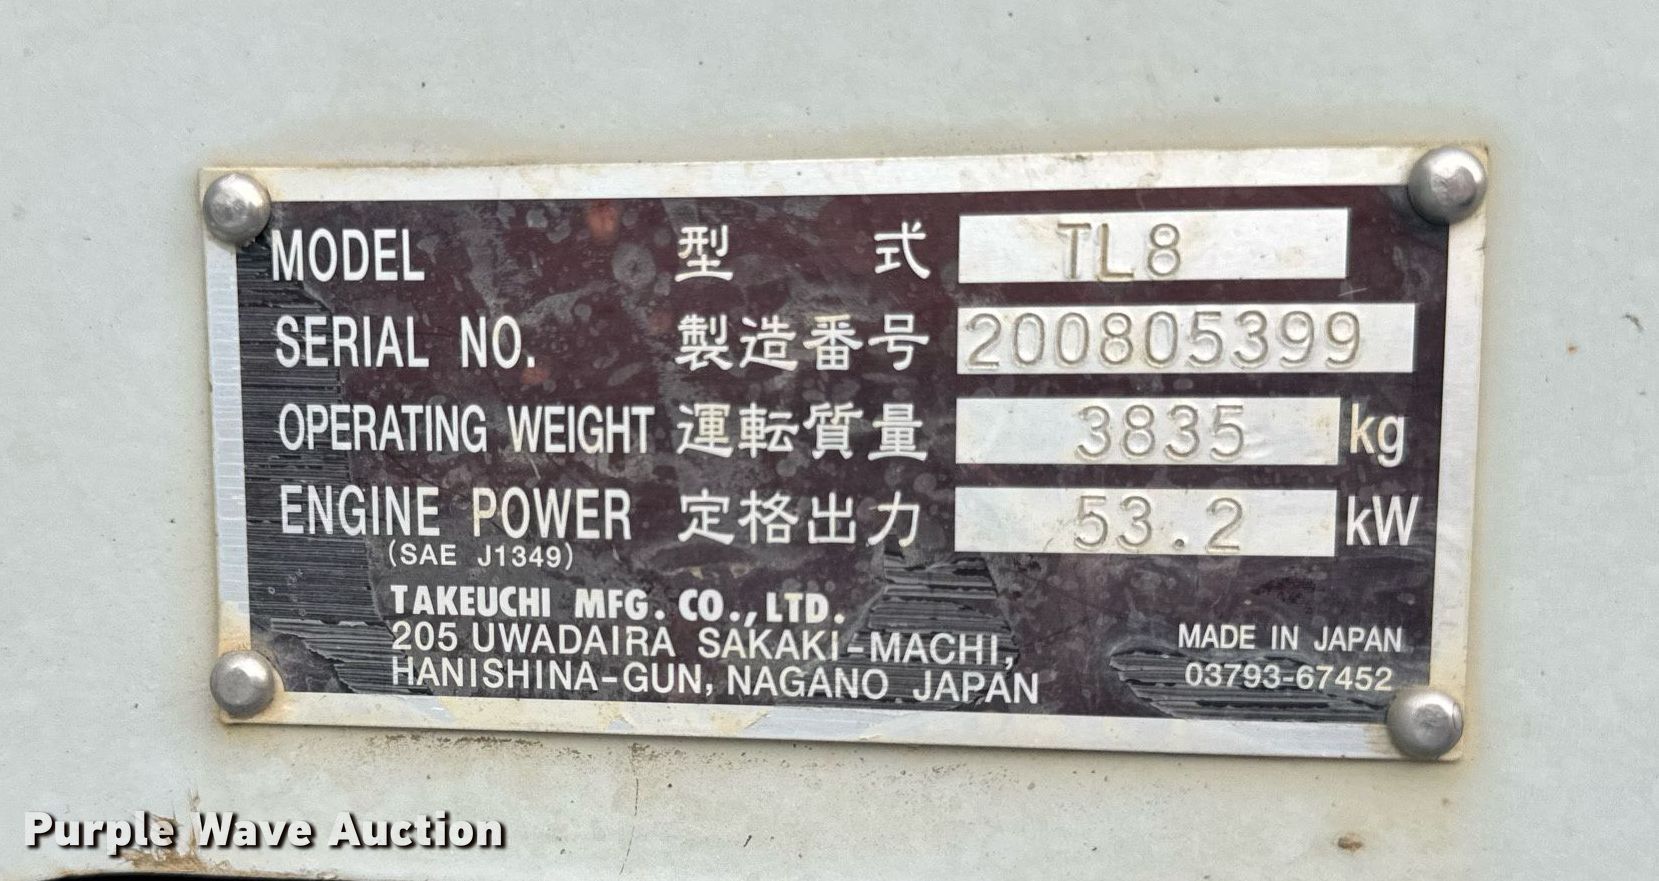 MODEL 型 式 TL8
SERIAL NO. 製造番号 200805399
OPERATING WEIGHT 運転質量 3835 kg
ENGINE POWER 定格出力 53.2 kW
(SAE J1349)
TAKEUCHI MFG. CO., LTD.
205 UWADAIRA SAKAKI-MACHI,
HANISHINA-GUN, NAGANO JAPAN
MADE IN JAPAN
03793-67452
Purple Wave Auction